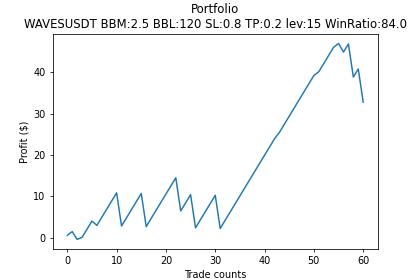 Portfolio
WAVESUSDT BBM:2.5 BBL:120 SL:0.8 TP:0.2 lev:15 WinRatio:84.0
Profit ($)
40
30
20
10
0
0 10 20 30 40 50 60
Trade counts